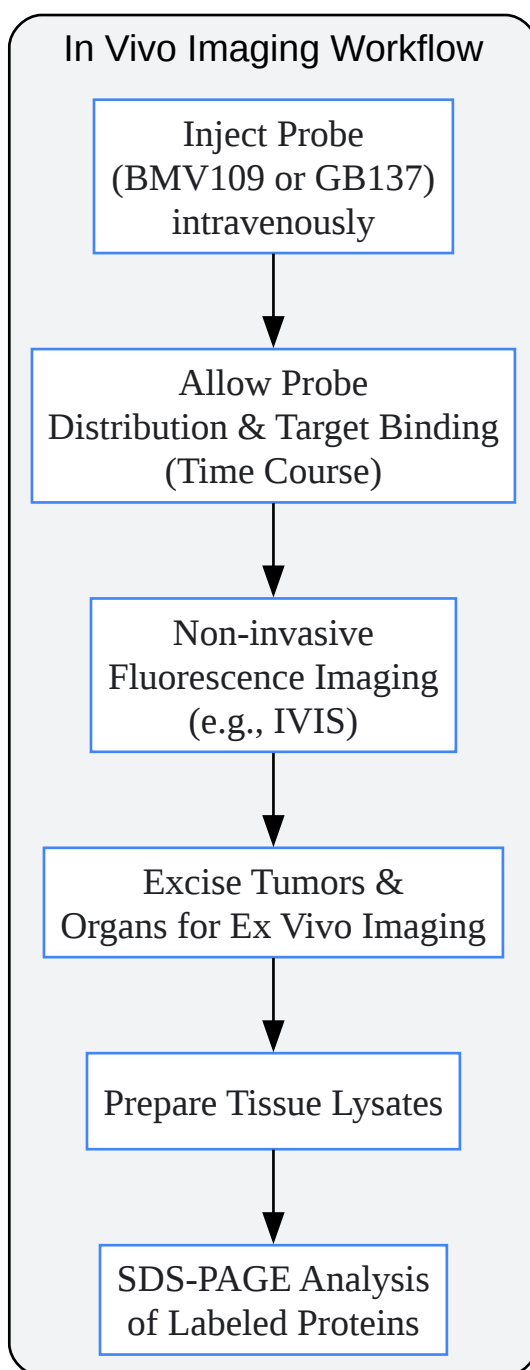 In Vivo Imaging Workflow
Inject Probe
(BMV109 or GB137)
intravenously
Allow Probe
Distribution & Target Binding
(Time Course)
Non-invasive
Fluorescence Imaging
(e.g., IVIS)
Excise Tumors &
Organs for Ex Vivo Imaging
Prepare Tissue Lysates
SDS-PAGE Analysis
of Labeled Proteins